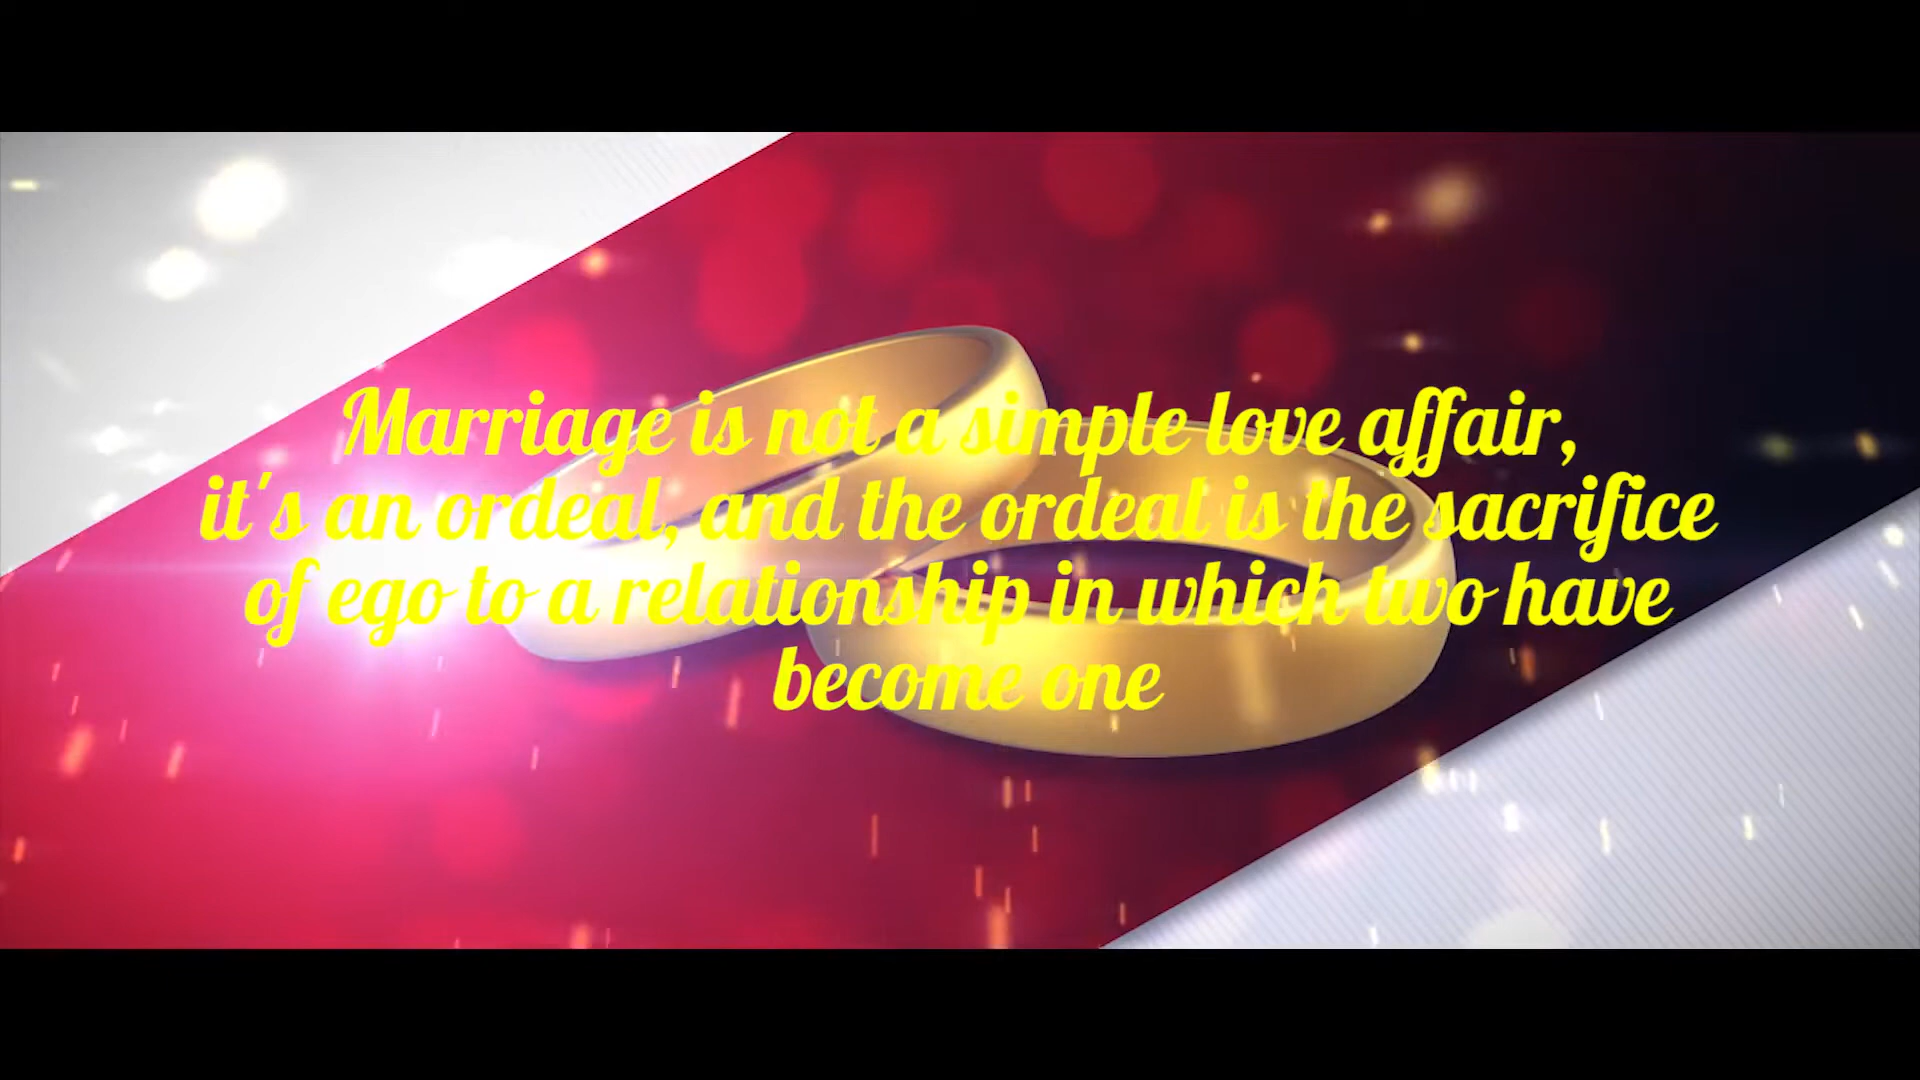 Marriage is not a simple love affair,
it's an ordeal, and the ordeal is the sacrifice
of ego to a relationship in which two have
become one